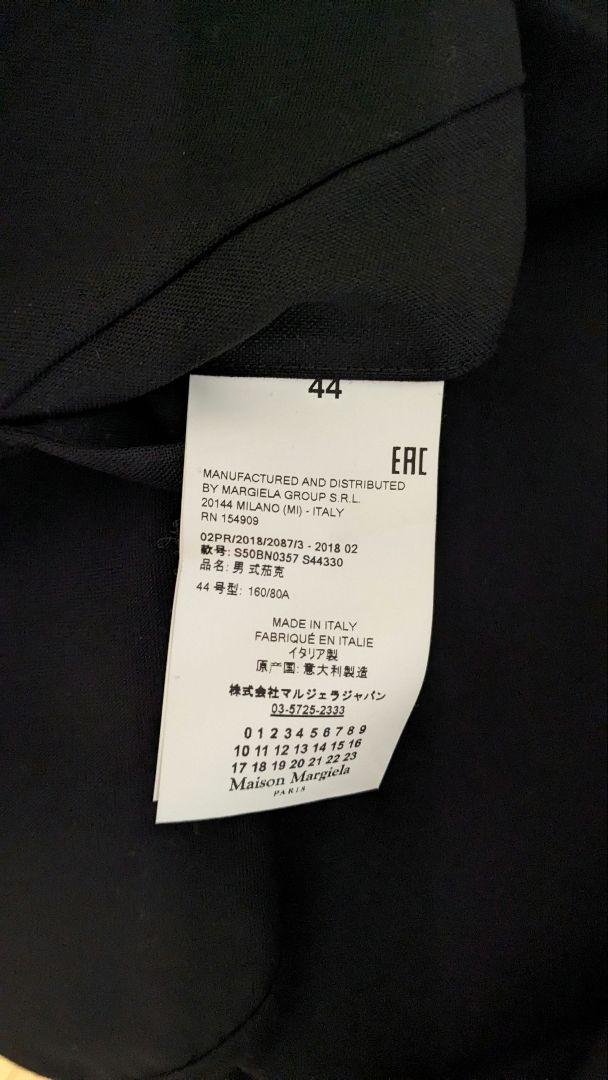 44
EAC
MANUFACTURED AND DISTRIBUTED
BY MARGIELA GROUP S.R.L.
20144 MILANO (MI) - ITALY
RN 154909
02PR/2018/2087/3 - 2018 02
款号: S50BN0357 S44330
品名: 男式茄克
44 号型: 160/80A
MADE IN ITALY
FABRIQUÉ EN ITALIE
イタリア製
原产国: 意大利製造
株式会社マルジェラジャパン
03-5725-2333
0 1 2 3 4 5 6 7 8 9
10 11 12 13 14 15 16
17 18 19 20 21 22 23
Maison Margiela
PARIS